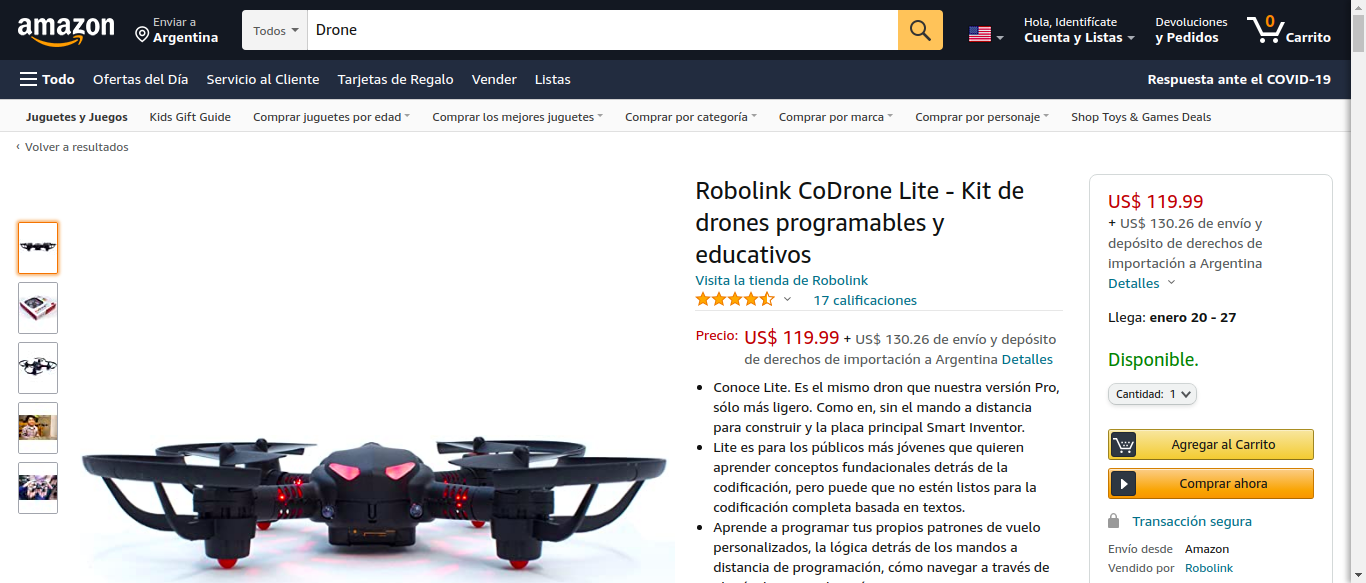 amazon
Enviar a
Argentina
Todos
Drone
Hola, Identifícate
Cuenta y Listas
Devoluciones
y Pedidos
0
Carrito
Todo
Ofertas del Día
Servicio al Cliente
Tarjetas de Regalo
Vender
Listas
Respuesta ante el COVID-19
Juguetes y Juegos
Kids Gift Guide
Comprar juguetes por edad
Comprar los mejores juguetes
Comprar por categoría
Comprar por marca
Comprar por personaje
Shop Toys & Games Deals
‹ Volver a resultados
Robolink CoDrone Lite - Kit de
drones programables y
educativos
Visita la tienda de Robolink
17 calificaciones
Precio: US$ 119.99 + US$ 130.26 de envío y depósito
de derechos de importación a Argentina Detalles
• Conoce Lite. Es el mismo dron que nuestra versión Pro,
sólo más ligero. Como en, sin el mando a distancia
para construir y la placa principal Smart Inventor.
• Lite es para los públicos más jóvenes que quieren
aprender conceptos fundacionales detrás de la
codificación, pero puede que no estén listos para la
codificación completa basada en textos.
• Aprende a programar tus propios patrones de vuelo
personalizados, la lógica detrás de los mandos a
distancia de programación, cómo navegar a través de
US$ 119.99
+ US$ 130.26 de envío y
depósito de derechos de
importación a Argentina
Detalles
Llega: enero 20 - 27
Disponible.
Cantidad: 1
Agregar al Carrito
Comprar ahora
Transacción segura
Envío desde Amazon
Vendido por Robolink